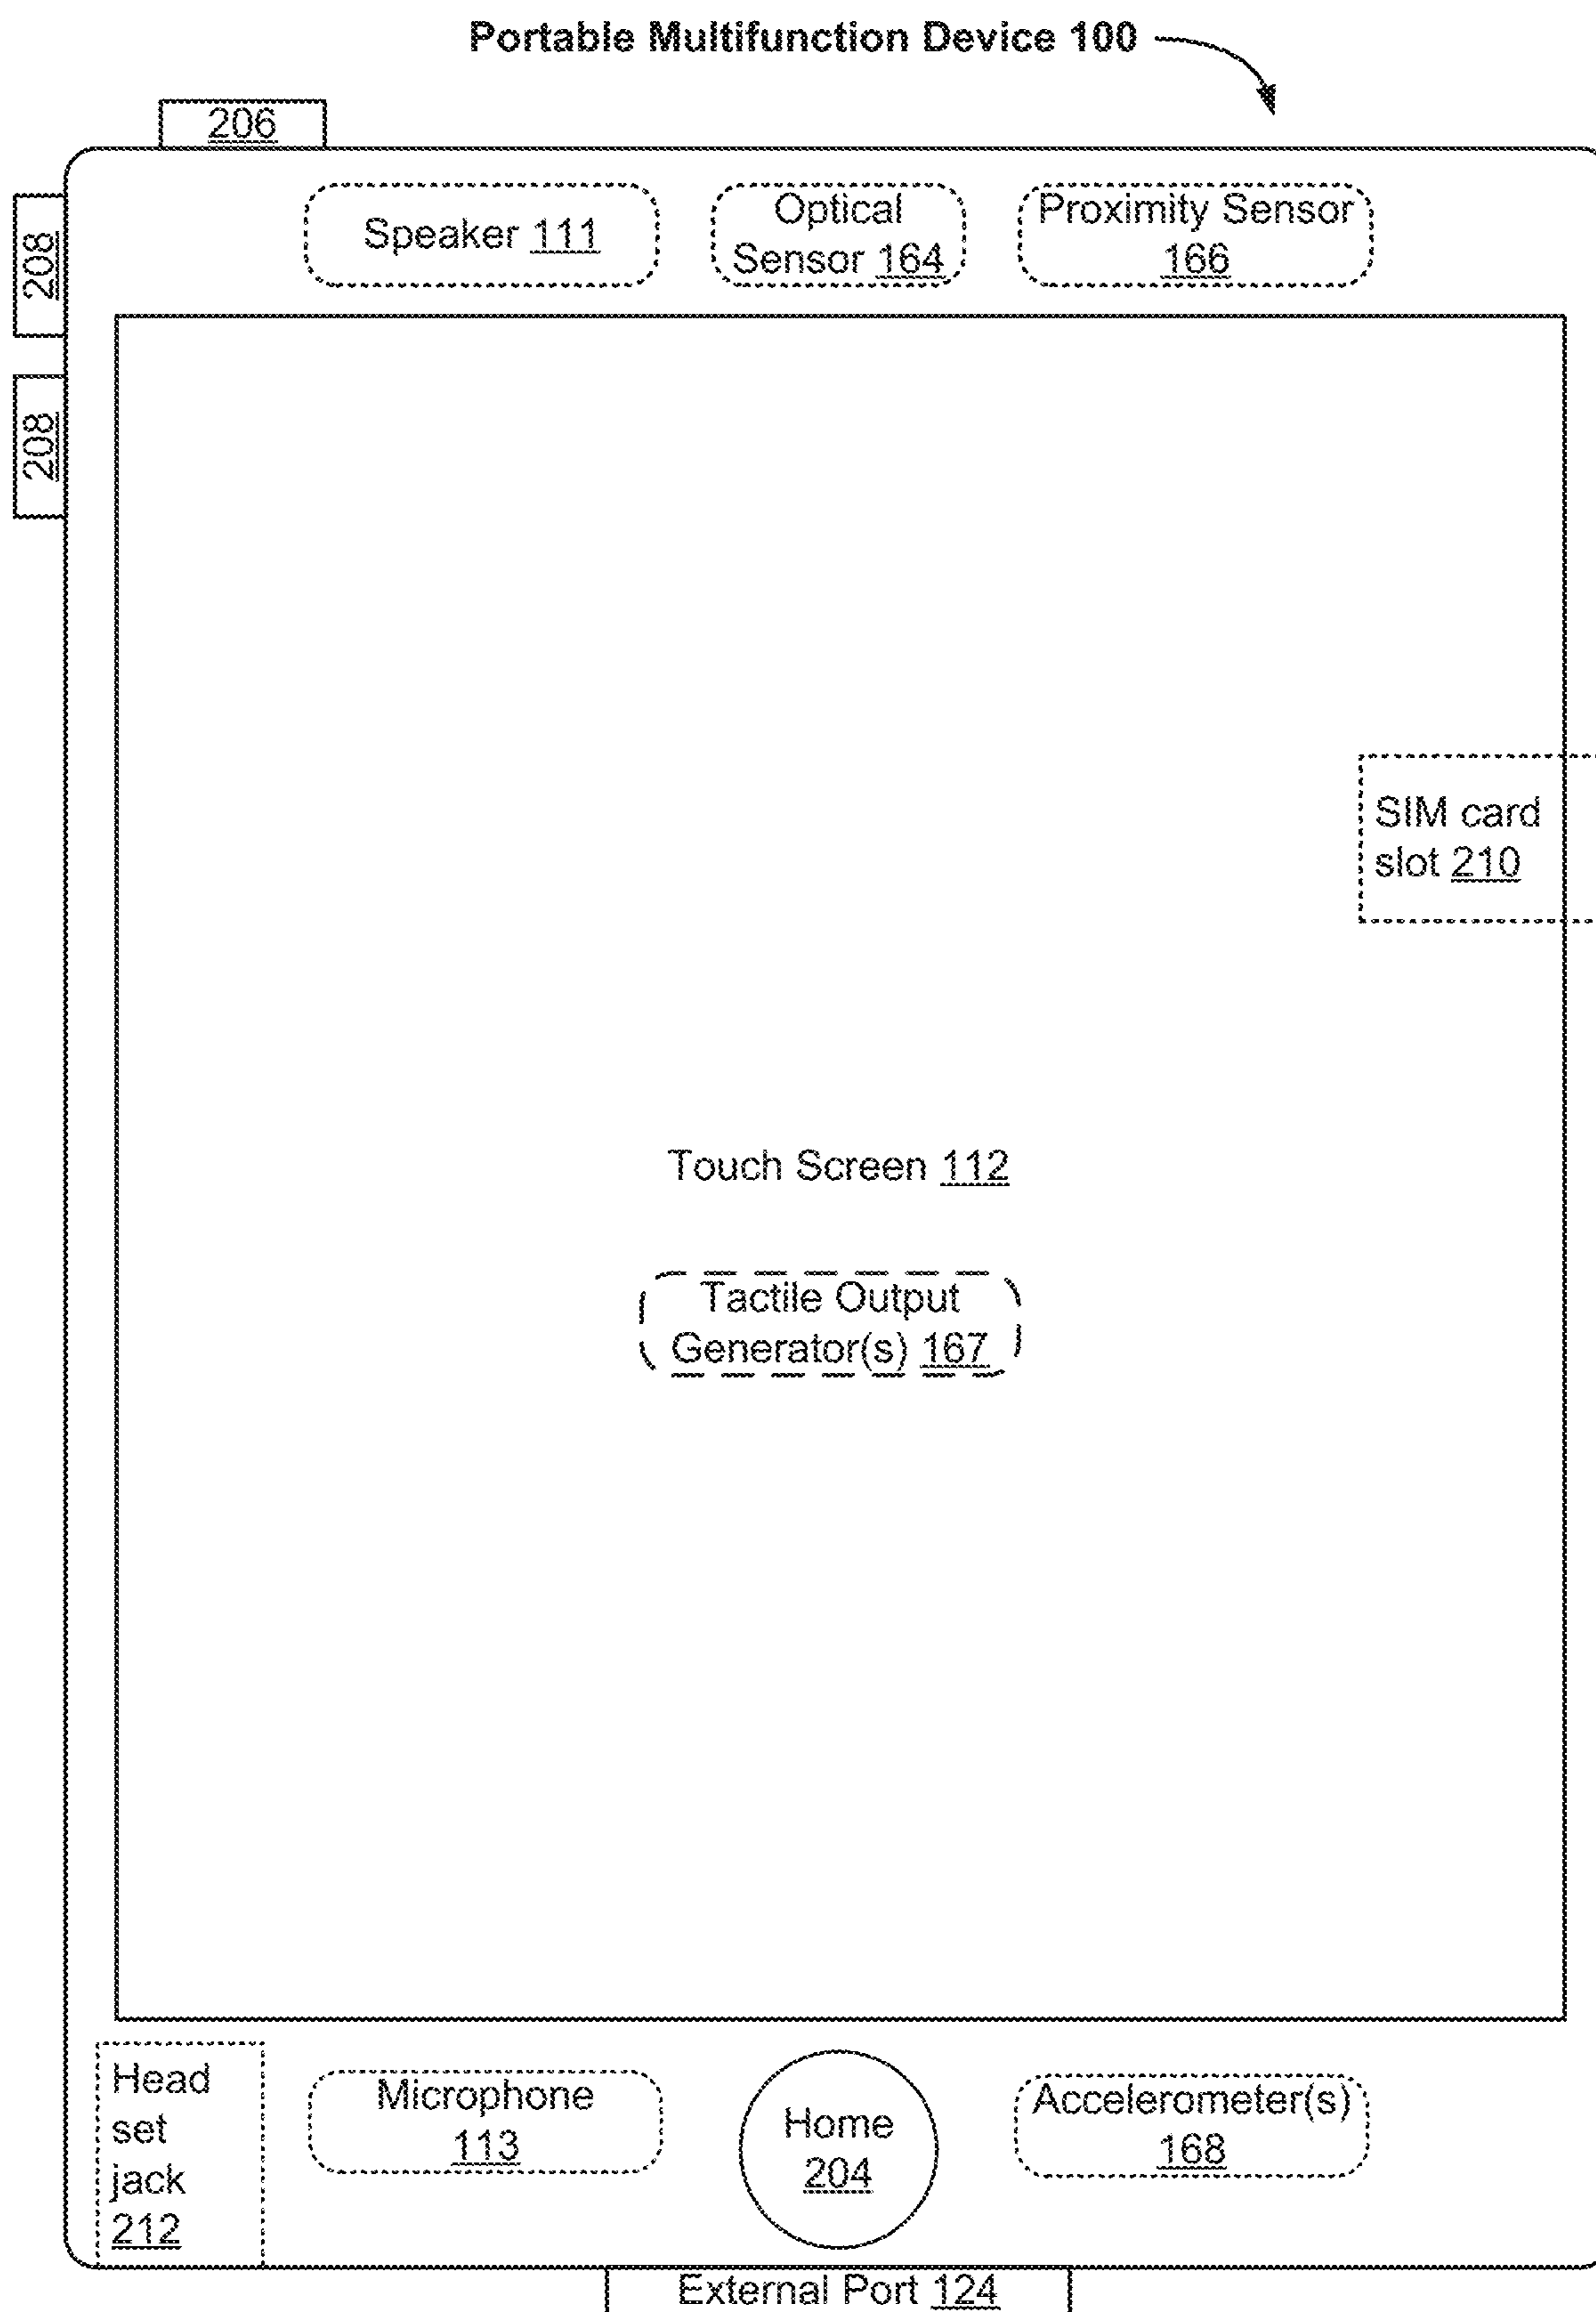 Portable Multifunction Device 100
206
208
Speaker 111
Optical
Sensor 164
Proximity Sensor
166
208
SIM card
slot 210
Touch Screen 112
Tactile Output
Generator(s) 167
Head
set
jack
212
Microphone
113
Home
204
Accelerometer(s)
168
External Port 124